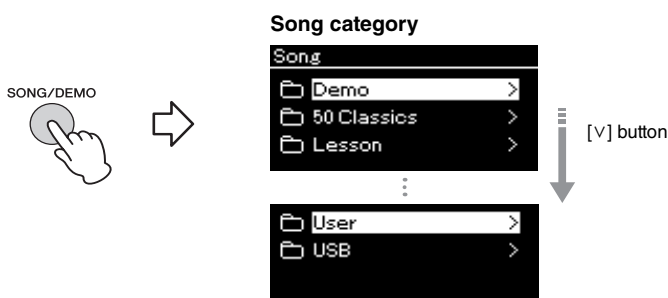 Song category
SONG/DEMO
Song
Demo >
50 Classics >
Lesson >
[∨] button
User >
USB >